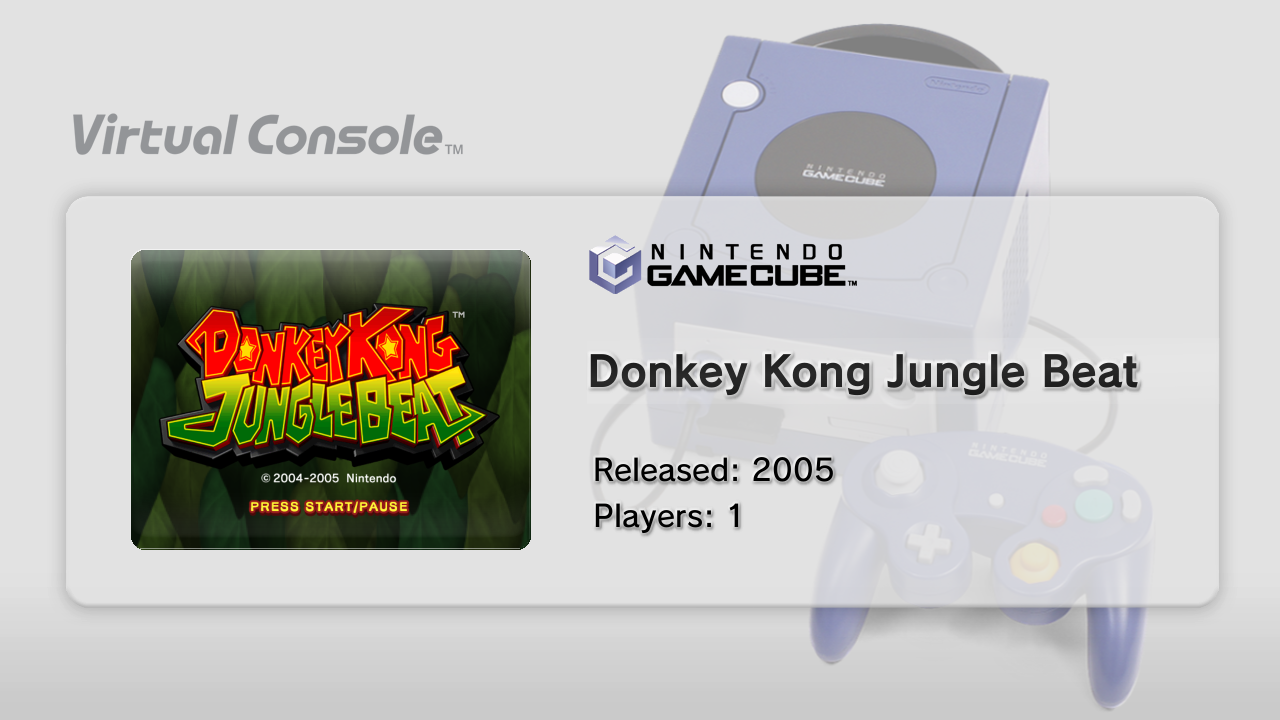 Nintendo
NINTENDO
GAMECUBE
Virtual Console™
NINTENDO
GAMECUBE™
DONKEY KONG™
JUNGLE BEAT
Donkey Kong Jungle Beat
© 2004-2005 Nintendo
PRESS START/PAUSE
Released: 2005
Players: 1
NINTENDO
GAMECUBE